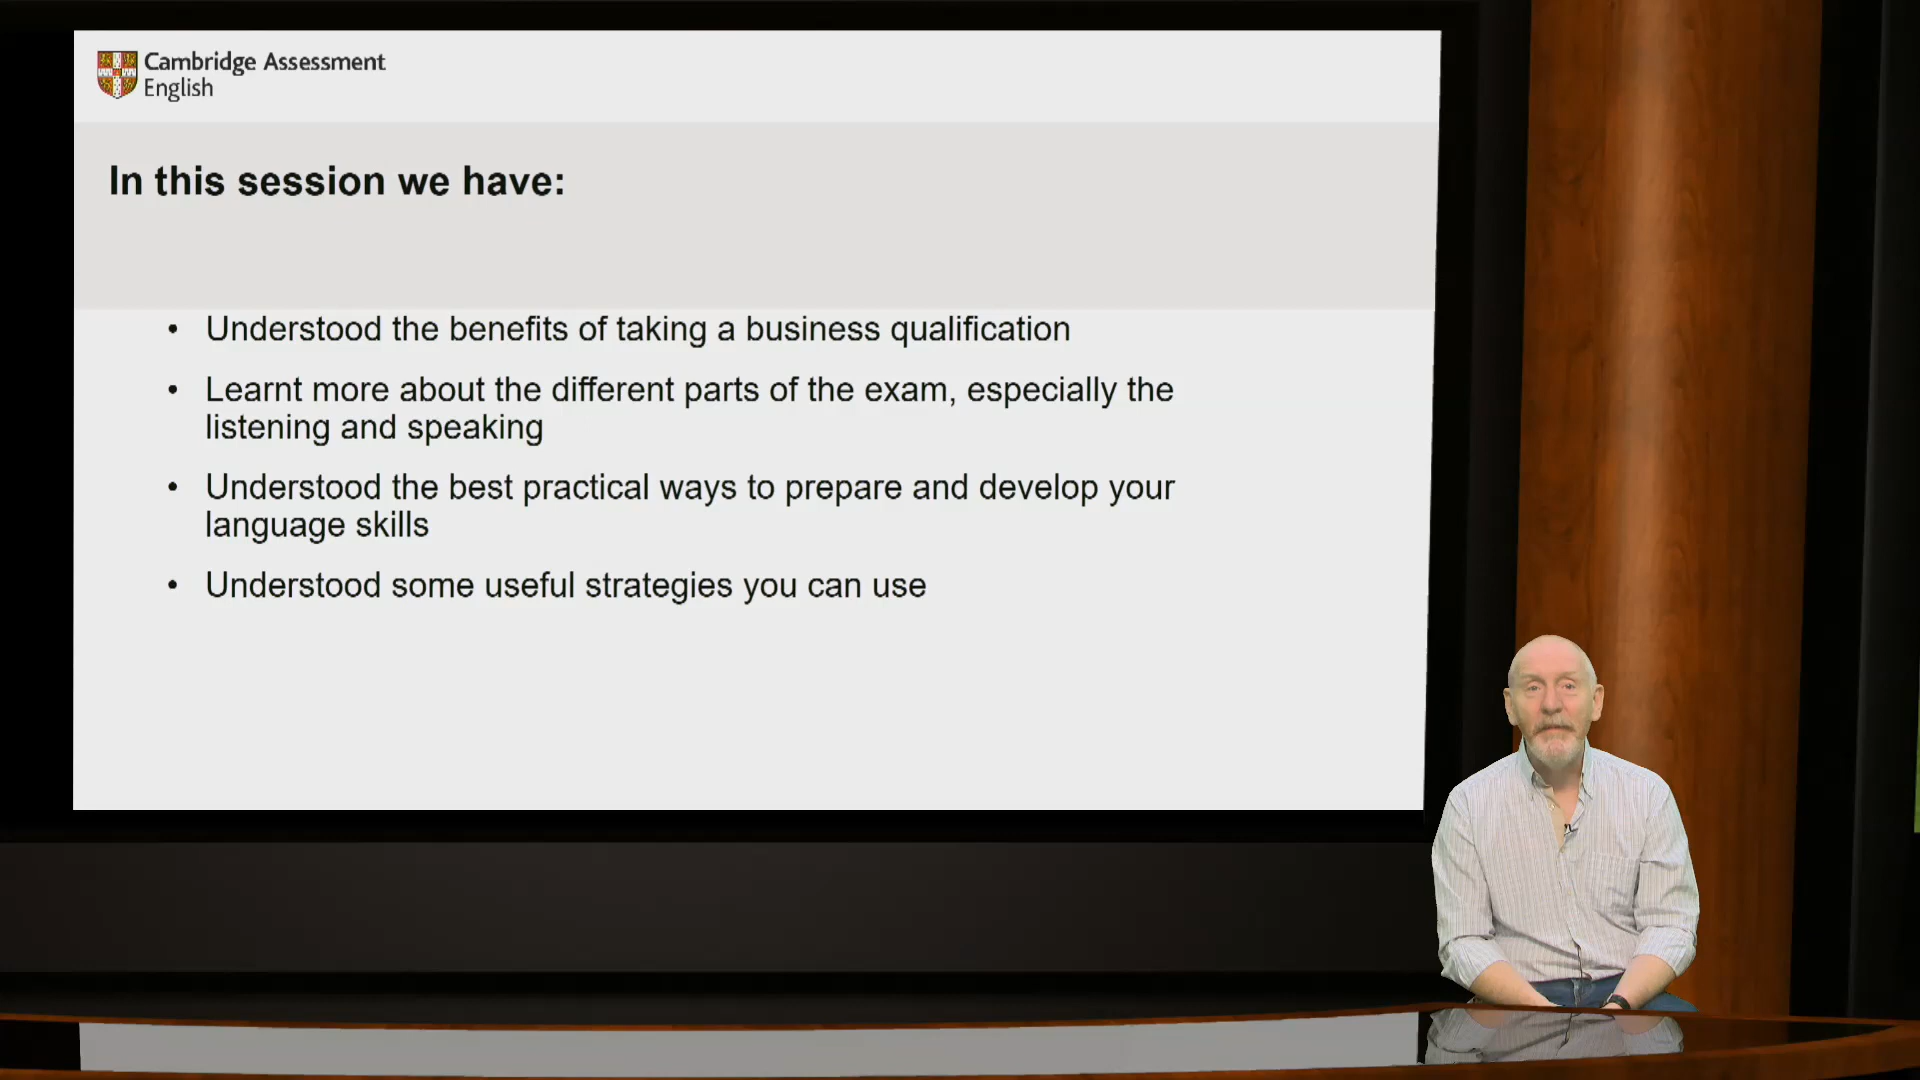 Cambridge Assessment
English
In this session we have:
• Understood the benefits of taking a business qualification
• Learnt more about the different parts of the exam, especially the
listening and speaking
• Understood the best practical ways to prepare and develop your
language skills
• Understood some useful strategies you can use